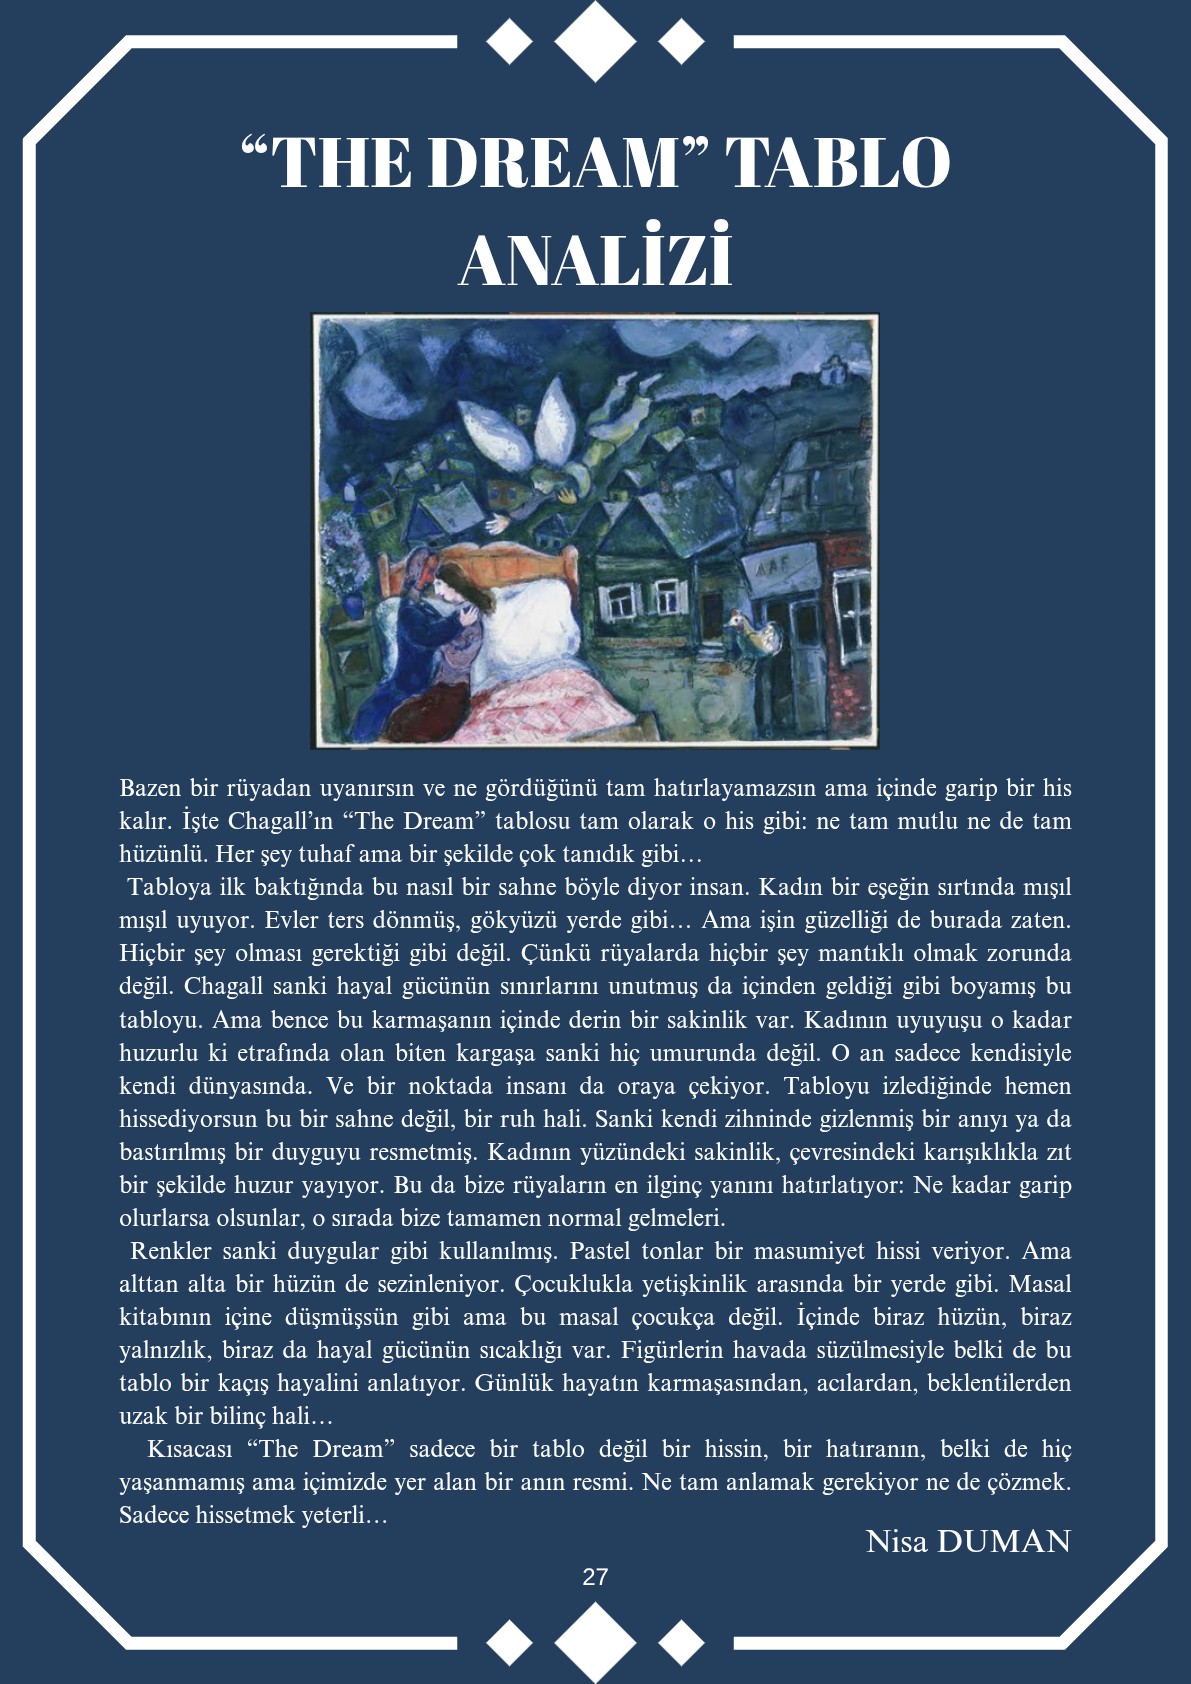 “THE DREAM” TABLO
ANALİZİ
Bazen bir rüyadan uyanırsın ve ne gördüğünü tam hatırlayamazsın ama içinde garip bir his
kalır. İşte Chagall’ın “The Dream” tablosu tam olarak o his gibi: ne tam mutlu ne de tam
hüzünlü. Her şey tuhaf ama bir şekilde çok tanıdık gibi…
Tabloya ilk baktığında bu nasıl bir sahne böyle diyor insan. Kadın bir eşeğin sırtında mışıl
mışıl uyuyor. Evler ters dönmüş, gökyüzü yerde gibi… Ama işin güzelliği de burada zaten.
Hiçbir şey olması gerektiği gibi değil. Çünkü rüyalarda hiçbir şey mantıklı olmak zorunda
değil. Chagall sanki hayal gücünün sınırlarını unutmuş da içinden geldiği gibi boyamış bu
tabloyu. Ama bence bu karmaşanın içinde derin bir sakinlik var. Kadının uyuyuşu o kadar
huzurlu ki etrafında olan biten kargaşa sanki hiç umurunda değil. O an sadece kendisiyle
kendi dünyasında. Ve bir noktada insanı da oraya çekiyor. Tabloyu izlediğinde hemen
hissediyorsun bu bir sahne değil, bir ruh hali. Sanki kendi zihninde gizlenmiş bir anıyı ya da
bastırılmış bir duyguyu resmetmiş. Kadının yüzündeki sakinlik, çevresindeki karışıklıkla zıt
bir şekilde huzur yayıyor. Bu da bize rüyaların en ilginç yanını hatırlatıyor: Ne kadar garip
olurlarsa olsunlar, o sırada bize tamamen normal gelmeleri.
Renkler sanki duygular gibi kullanılmış. Pastel tonlar bir masumiyet hissi veriyor. Ama
alttan alta bir hüzün de sezinleniyor. Çocuklukla yetişkinlik arasında bir yerde gibi. Masal
kitabının içine düşmüşsün gibi ama bu masal çocukça değil. İçinde biraz hüzün, biraz
yalnızlık, biraz da hayal gücünün sıcaklığı var. Figürlerin havada süzülmesiyle belki de bu
tablo bir kaçış hayalini anlatıyor. Günlük hayatın karmaşasından, acılardan, beklentilerden
uzak bir bilinç hali…
Kısacası “The Dream” sadece bir tablo değil bir hissin, bir hatıranın, belki de hiç
yaşanmamış ama içimizde yer alan bir anın resmi. Ne tam anlamak gerekiyor ne de çözmek.
Sadece hissetmek yeterli…
Nisa DUMAN
27